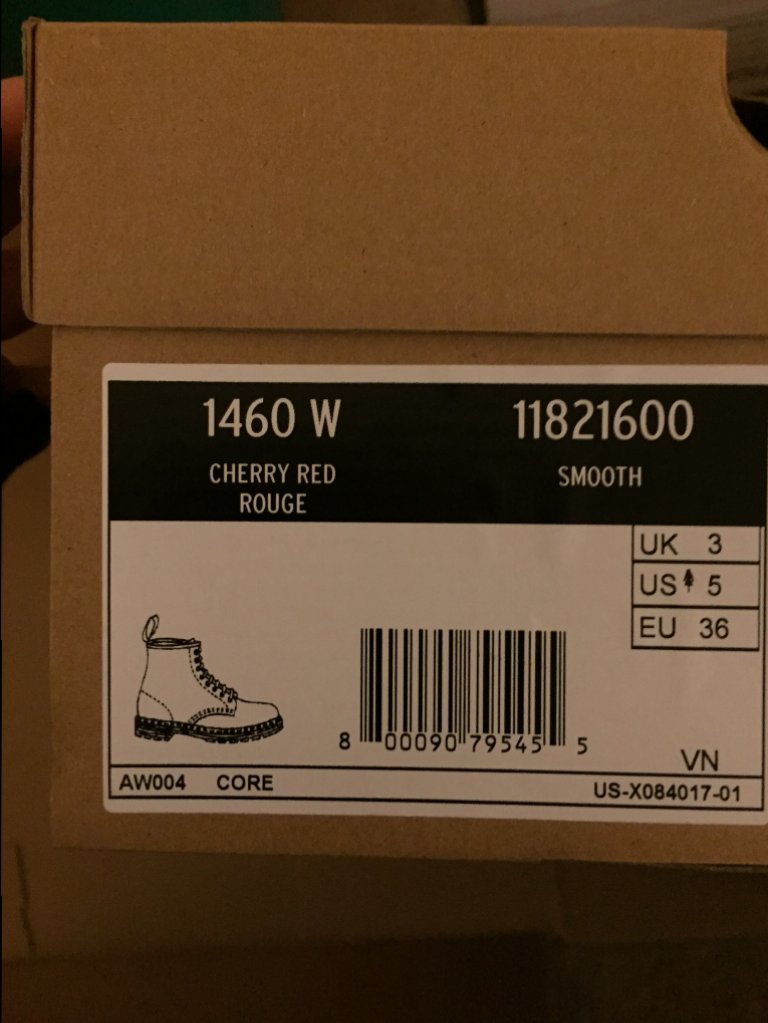 1460 W
CHERRY RED
ROUGE
11821600
SMOOTH
UK 3
US 5
EU 36
8 00090 79545 5
VN
AW004 CORE
US-X084017-01